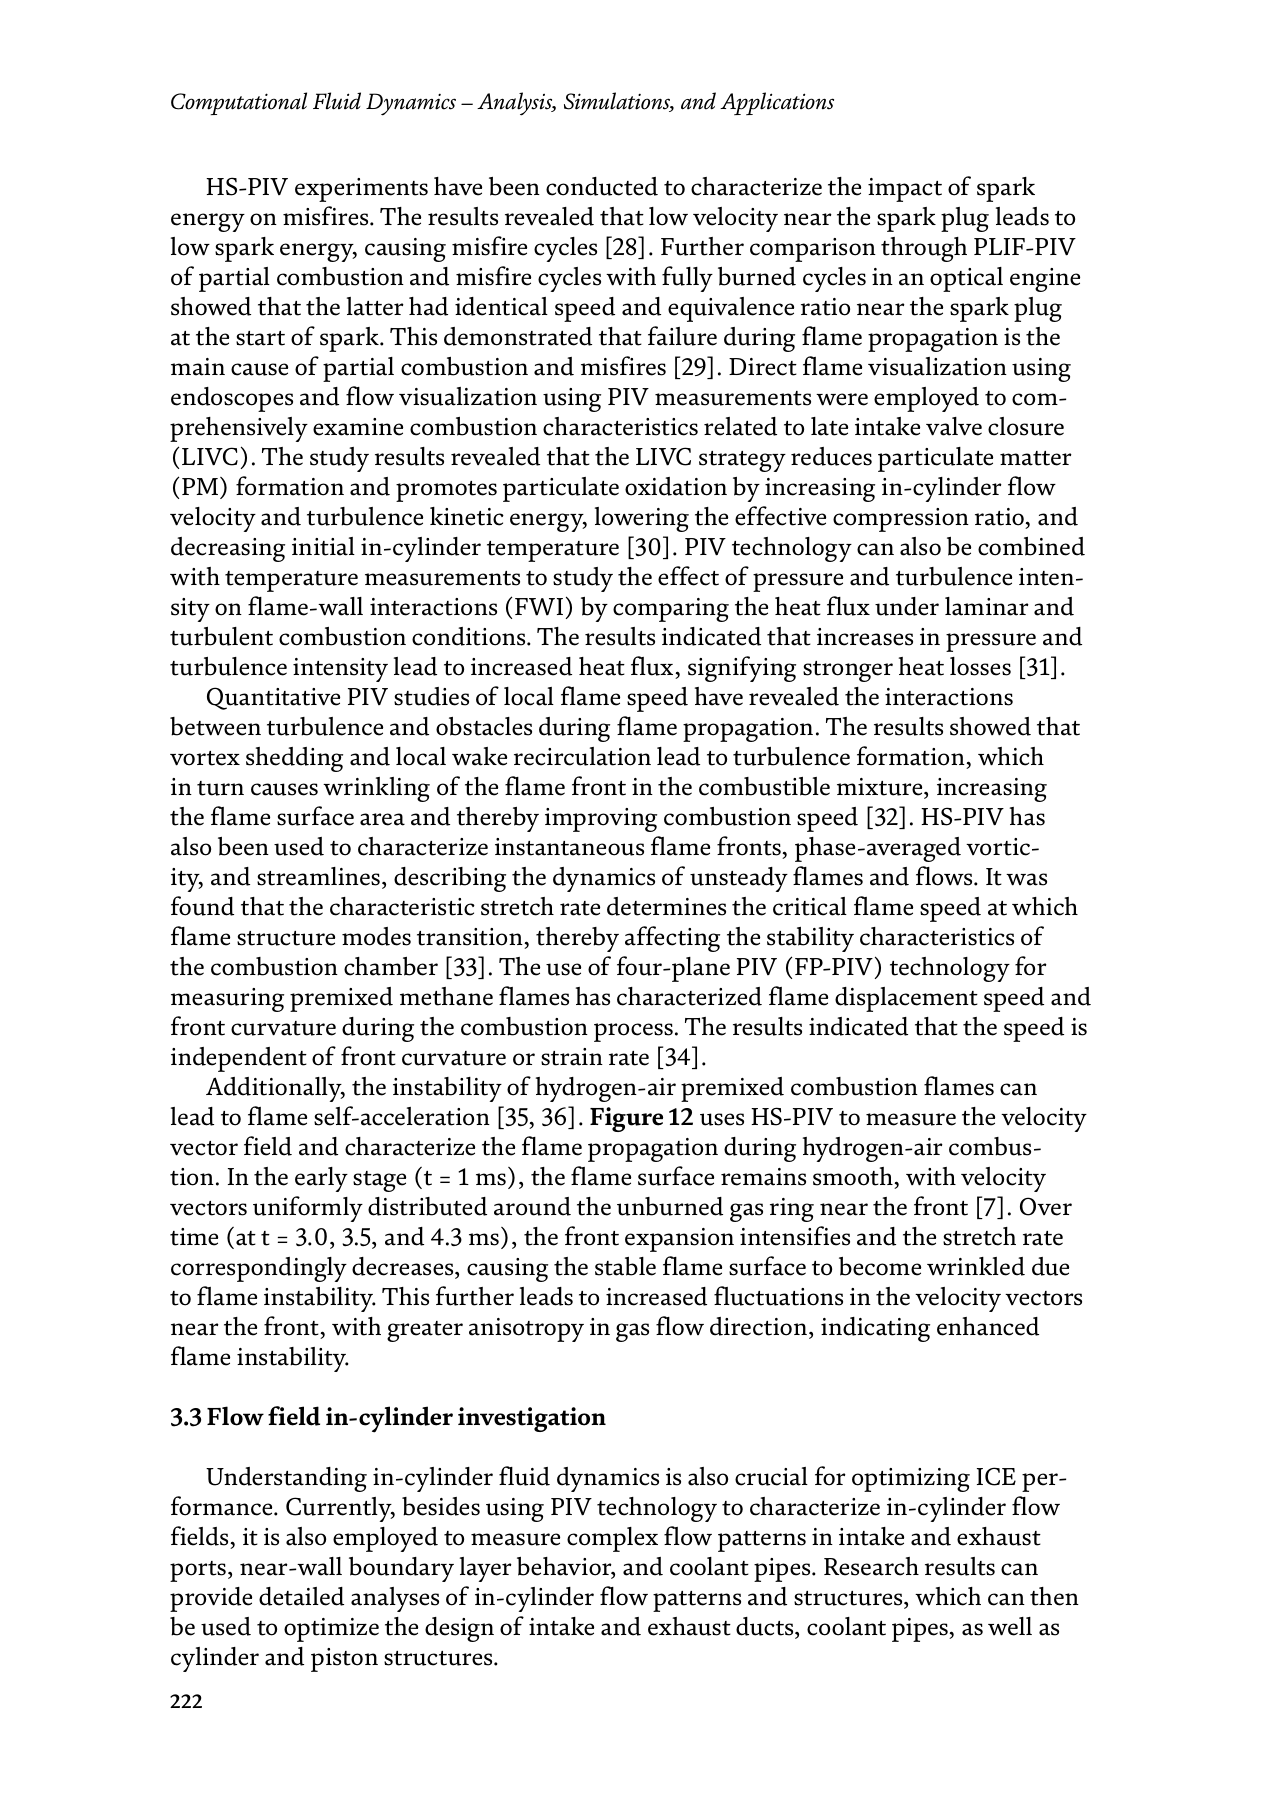 Computational Fluid Dynamics – Analysis, Simulations, and Applications
HS-PIV experiments have been conducted to characterize the impact of spark
energy on misfires. The results revealed that low velocity near the spark plug leads to
low spark energy, causing misfire cycles [28]. Further comparison through PLIF-PIV
of partial combustion and misfire cycles with fully burned cycles in an optical engine
showed that the latter had identical speed and equivalence ratio near the spark plug
at the start of spark. This demonstrated that failure during flame propagation is the
main cause of partial combustion and misfires [29]. Direct flame visualization using
endoscopes and flow visualization using PIV measurements were employed to com-
prehensively examine combustion characteristics related to late intake valve closure
(LIVC). The study results revealed that the LIVC strategy reduces particulate matter
(PM) formation and promotes particulate oxidation by increasing in-cylinder flow
velocity and turbulence kinetic energy, lowering the effective compression ratio, and
decreasing initial in-cylinder temperature [30]. PIV technology can also be combined
with temperature measurements to study the effect of pressure and turbulence inten-
sity on flame-wall interactions (FWI) by comparing the heat flux under laminar and
turbulent combustion conditions. The results indicated that increases in pressure and
turbulence intensity lead to increased heat flux, signifying stronger heat losses [31].
Quantitative PIV studies of local flame speed have revealed the interactions
between turbulence and obstacles during flame propagation. The results showed that
vortex shedding and local wake recirculation lead to turbulence formation, which
in turn causes wrinkling of the flame front in the combustible mixture, increasing
the flame surface area and thereby improving combustion speed [32]. HS-PIV has
also been used to characterize instantaneous flame fronts, phase-averaged vortic-
ity, and streamlines, describing the dynamics of unsteady flames and flows. It was
found that the characteristic stretch rate determines the critical flame speed at which
flame structure modes transition, thereby affecting the stability characteristics of
the combustion chamber [33]. The use of four-plane PIV (FP-PIV) technology for
measuring premixed methane flames has characterized flame displacement speed and
front curvature during the combustion process. The results indicated that the speed is
independent of front curvature or strain rate [34].
Additionally, the instability of hydrogen-air premixed combustion flames can
lead to flame self-acceleration [35, 36]. Figure 12 uses HS-PIV to measure the velocity
vector field and characterize the flame propagation during hydrogen-air combus-
tion. In the early stage (t = 1 ms), the flame surface remains smooth, with velocity
vectors uniformly distributed around the unburned gas ring near the front [7]. Over
time (at t = 3.0, 3.5, and 4.3 ms), the front expansion intensifies and the stretch rate
correspondingly decreases, causing the stable flame surface to become wrinkled due
to flame instability. This further leads to increased fluctuations in the velocity vectors
near the front, with greater anisotropy in gas flow direction, indicating enhanced
flame instability.
3.3 Flow field in-cylinder investigation
Understanding in-cylinder fluid dynamics is also crucial for optimizing ICE per-
formance. Currently, besides using PIV technology to characterize in-cylinder flow
fields, it is also employed to measure complex flow patterns in intake and exhaust
ports, near-wall boundary layer behavior, and coolant pipes. Research results can
provide detailed analyses of in-cylinder flow patterns and structures, which can then
be used to optimize the design of intake and exhaust ducts, coolant pipes, as well as
cylinder and piston structures.
222